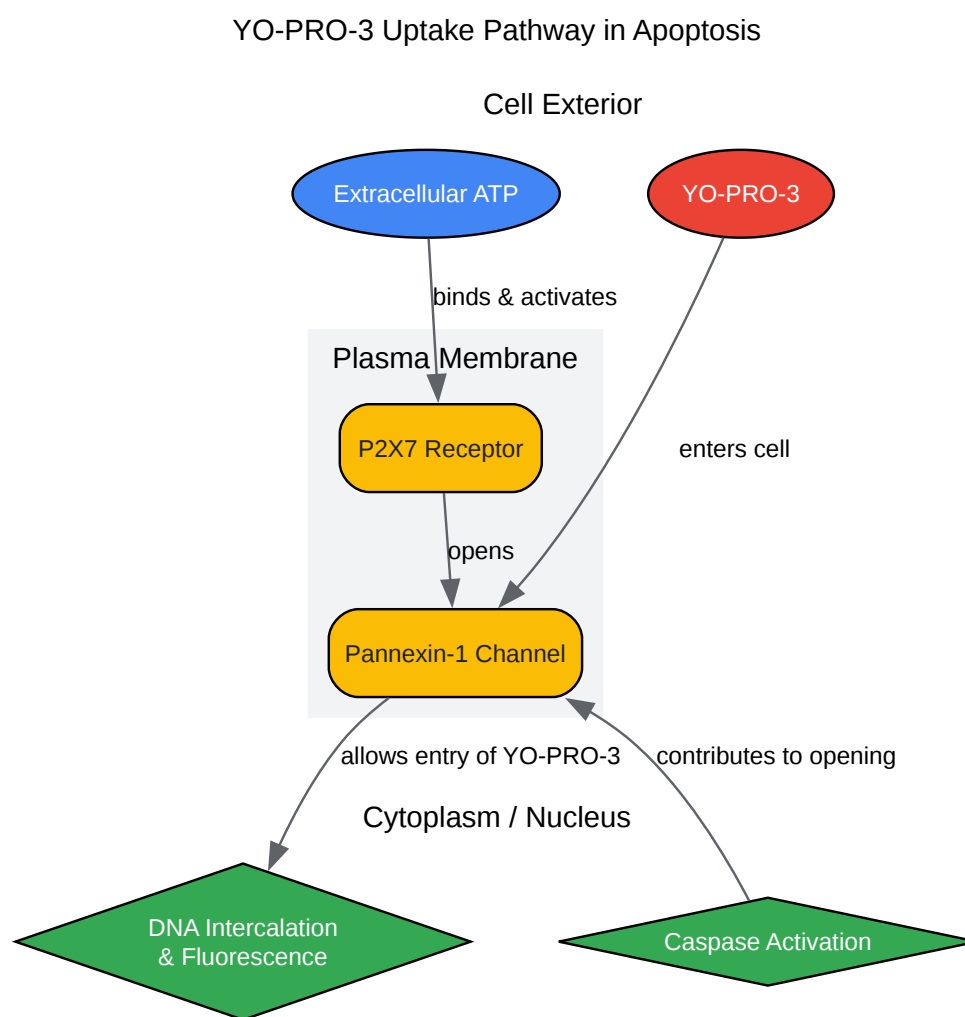 YO-PRO-3 Uptake Pathway in Apoptosis
Cell Exterior
Extracellular ATP
YO-PRO-3
binds & activates
Plasma Membrane
P2X7 Receptor
enters cell
opens
Pannexin-1 Channel
allows entry of YO-PRO-3
contributes to opening
Cytoplasm / Nucleus
DNA Intercalation
& Fluorescence
Caspase Activation